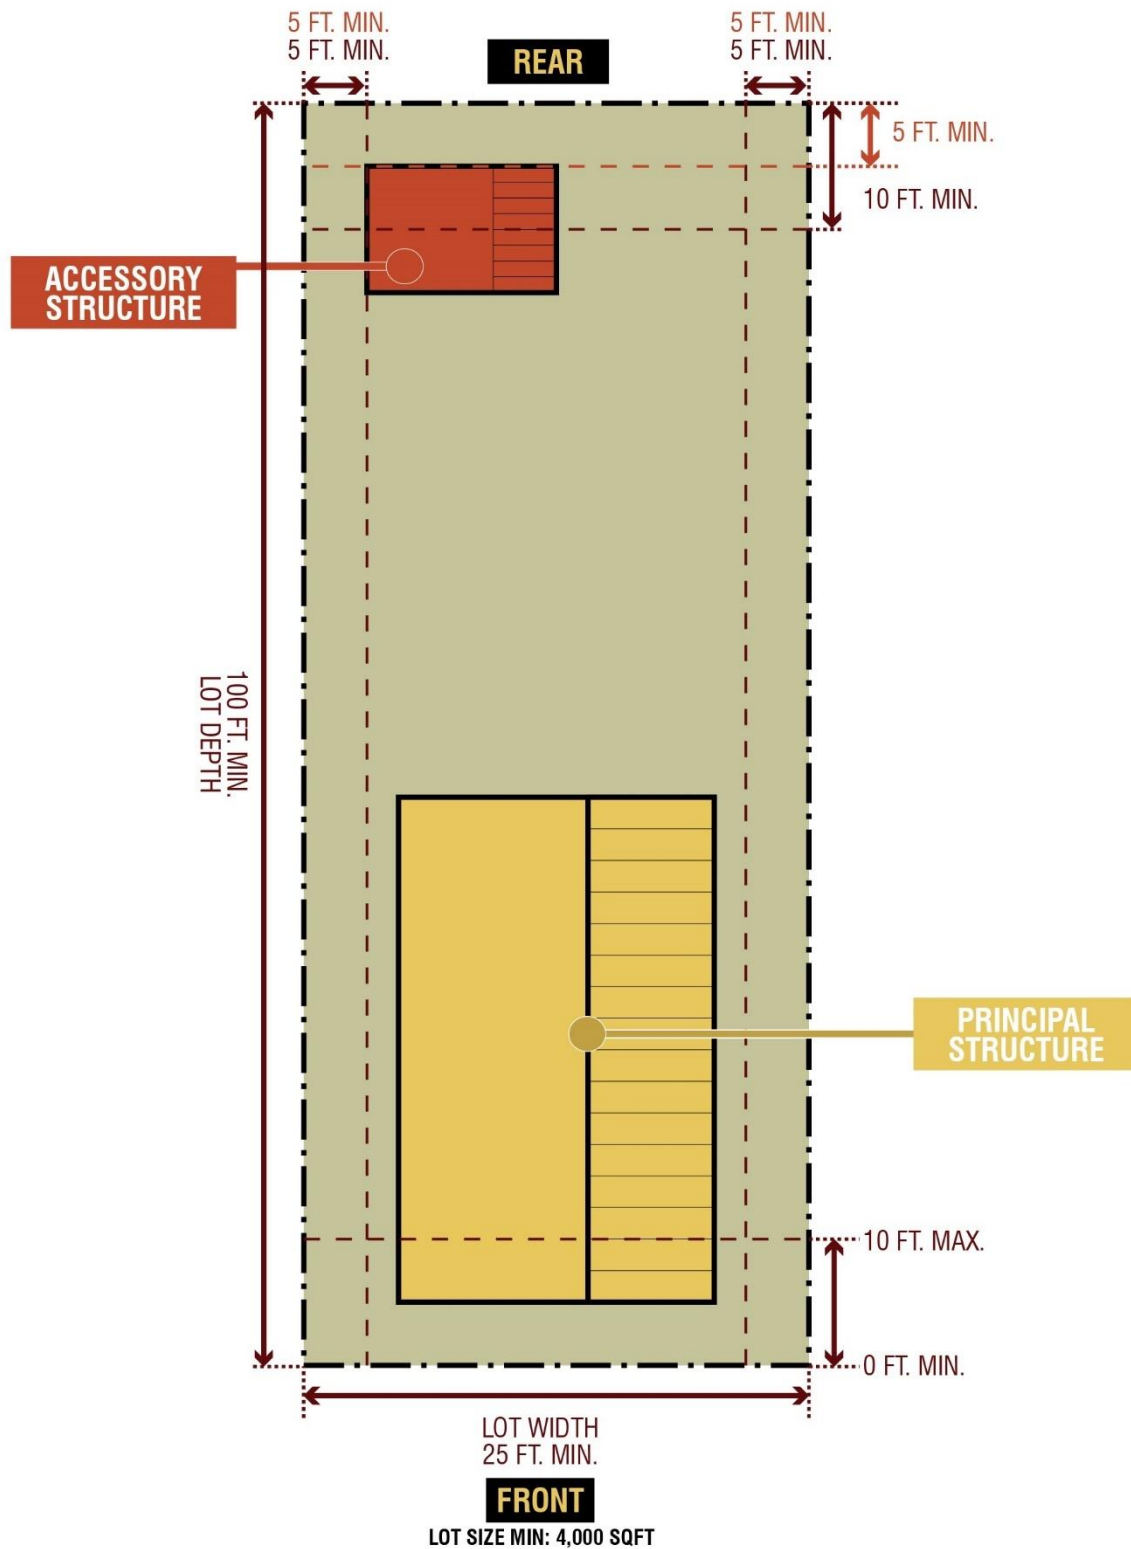 5 FT. MIN.
5 FT. MIN.
5 FT. MIN.
5 FT. MIN.
REAR
5 FT. MIN.
10 FT. MIN.
ACCESSORY
STRUCTURE
100 FT. MIN.
LOT DEPTH
PRINCIPAL
STRUCTURE
10 FT. MAX.
0 FT. MIN.
LOT WIDTH
25 FT. MIN.
FRONT
LOT SIZE MIN: 4,000 SQFT